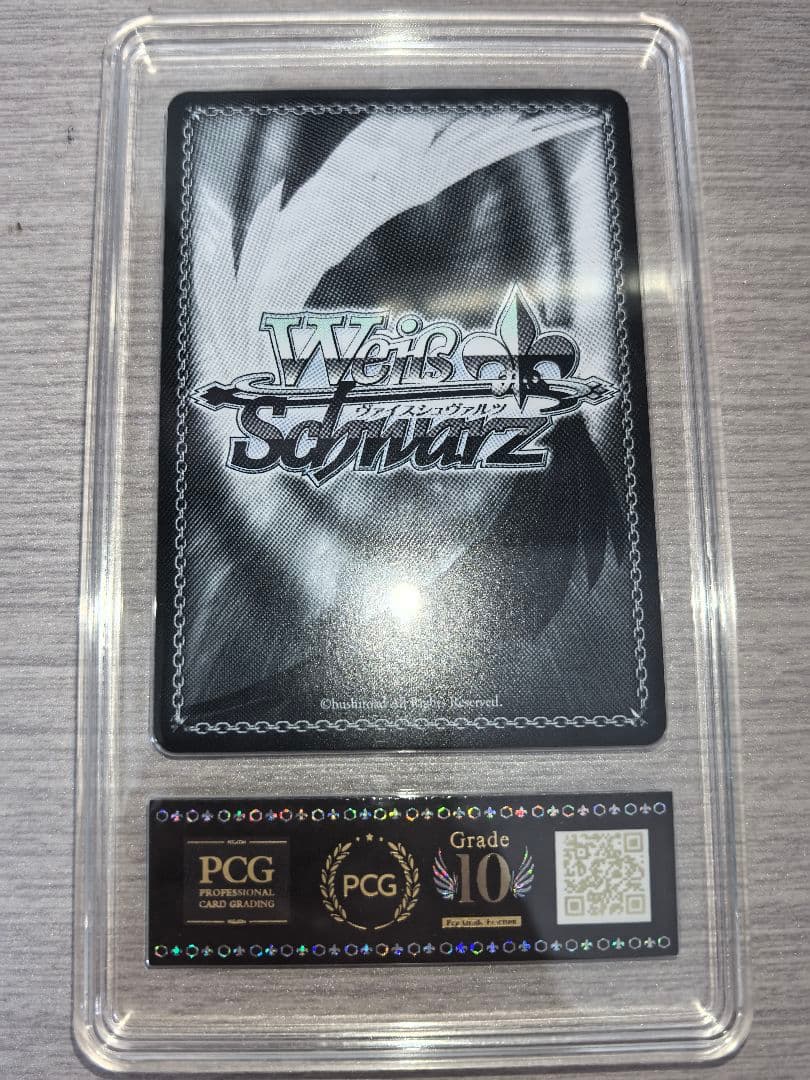 Weiß
ヴァイスシュヴァルツ
Schwarz
©bushiroad All Rights Reserved.
PCG
PROFESSIONAL
CARD GRADING
PCG
Grade
10